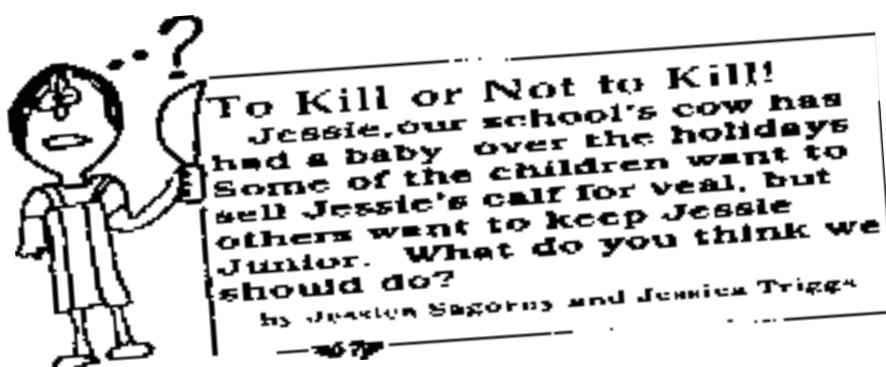 ?
To Kill or Not to Kill!
Jessie,our school's cow has
had a baby over the holidays
Some of the children want to
sell Jessie's calf for veal, but
others want to keep Jessie
Junior. What do you think we
should do?
by Jessica Sagorny and Jessica Triggs